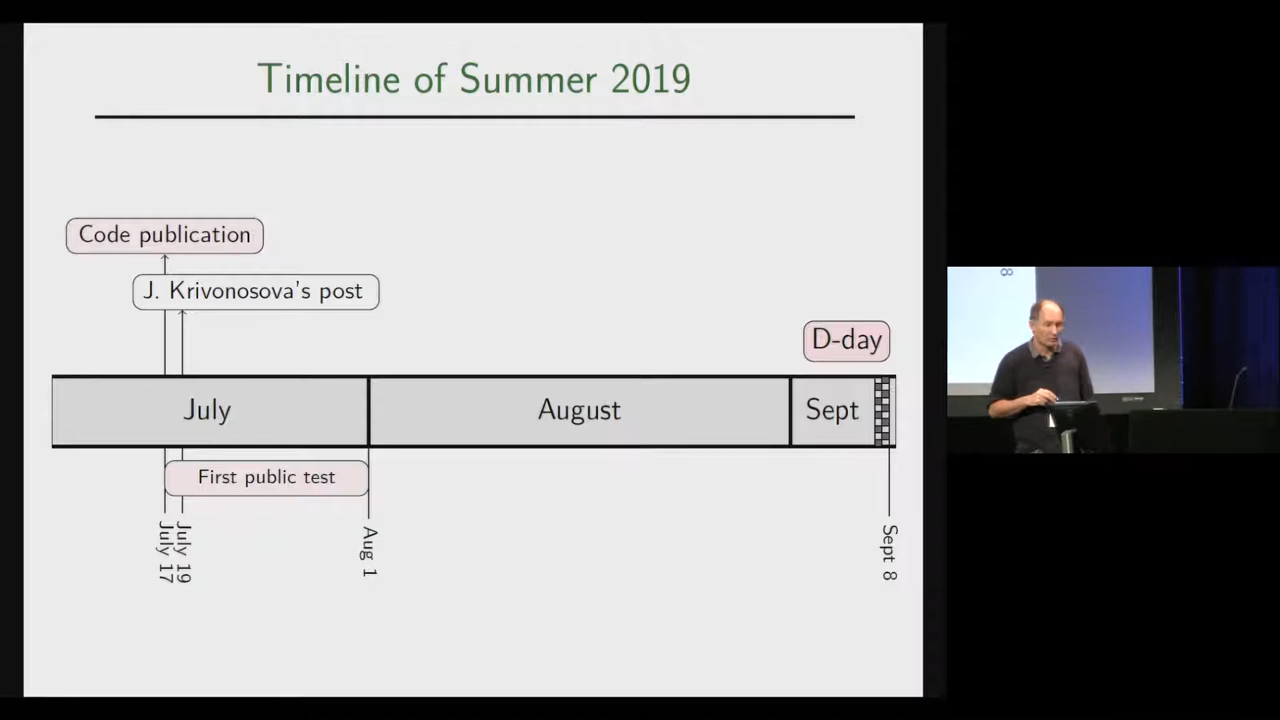 Timeline of Summer 2019
Code publication
J. Krivonosova's post
D-day
July
August
Sept
First public test
July 17
July 19
Aug 1
Sept 8
8